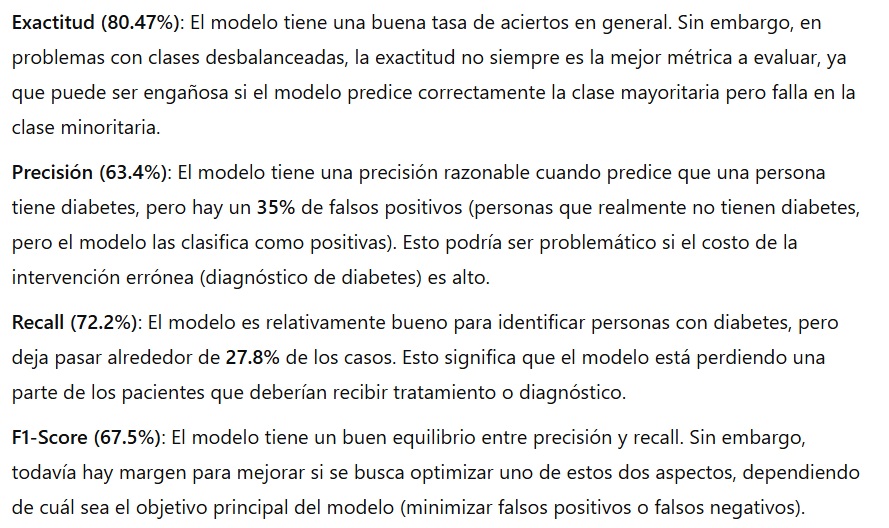 Exactitud (80.47%): El modelo tiene una buena tasa de aciertos en general. Sin embargo, en
problemas con clases desbalanceadas, la exactitud no siempre es la mejor métrica a evaluar, ya
que puede ser engañosa si el modelo predice correctamente la clase mayoritaria pero falla en la
clase minoritaria.
Precisión (63.4%): El modelo tiene una precisión razonable cuando predice que una persona
tiene diabetes, pero hay un 35% de falsos positivos (personas que realmente no tienen diabetes,
pero el modelo las clasifica como positivas). Esto podría ser problemático si el costo de la
intervención errónea (diagnóstico de diabetes) es alto.
Recall (72.2%): El modelo es relativamente bueno para identificar personas con diabetes, pero
deja pasar alrededor de 27.8% de los casos. Esto significa que el modelo está perdiendo una
parte de los pacientes que deberían recibir tratamiento o diagnóstico.
F1-Score (67.5%): El modelo tiene un buen equilibrio entre precisión y recall. Sin embargo,
todavía hay margen para mejorar si se busca optimizar uno de estos dos aspectos, dependiendo
de cuál sea el objetivo principal del modelo (minimizar falsos positivos o falsos negativos).